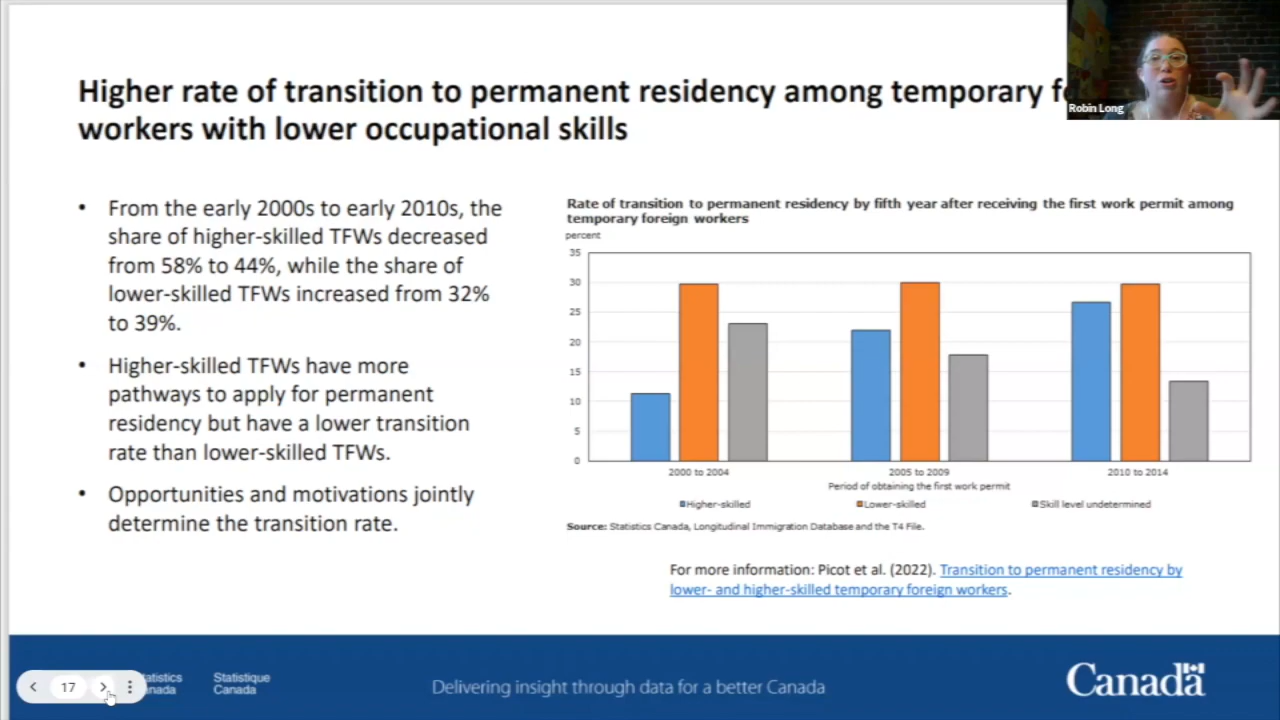 Higher rate of transition to permanent residency among temporary
workers with lower occupational skills
Robin Long
• From the early 2000s to early 2010s, the
share of higher-skilled TFWs decreased
from 58% to 44%, while the share of
lower-skilled TFWs increased from 32%
to 39%.
• Higher-skilled TFWs have more
pathways to apply for permanent
residency but have a lower transition
rate than lower-skilled TFWs.
• Opportunities and motivations jointly
determine the transition rate.
Rate of transition to permanent residency by fifth year after receiving the first work permit among
temporary foreign workers
percent
35
30
25
20
15
10
5
0
2000 to 2004 2005 to 2009 2010 to 2014
Period of obtaining the first work permit
Higher-skilled Lower-skilled Skill level undetermined
Source: Statistics Canada, Longitudinal Immigration Database and the T4 File.
For more information: Picot et al. (2022). Transition to permanent residency by
lower- and higher-skilled temporary foreign workers.
17
Statistique
Canada
Delivering insight through data for a better Canada
Canada